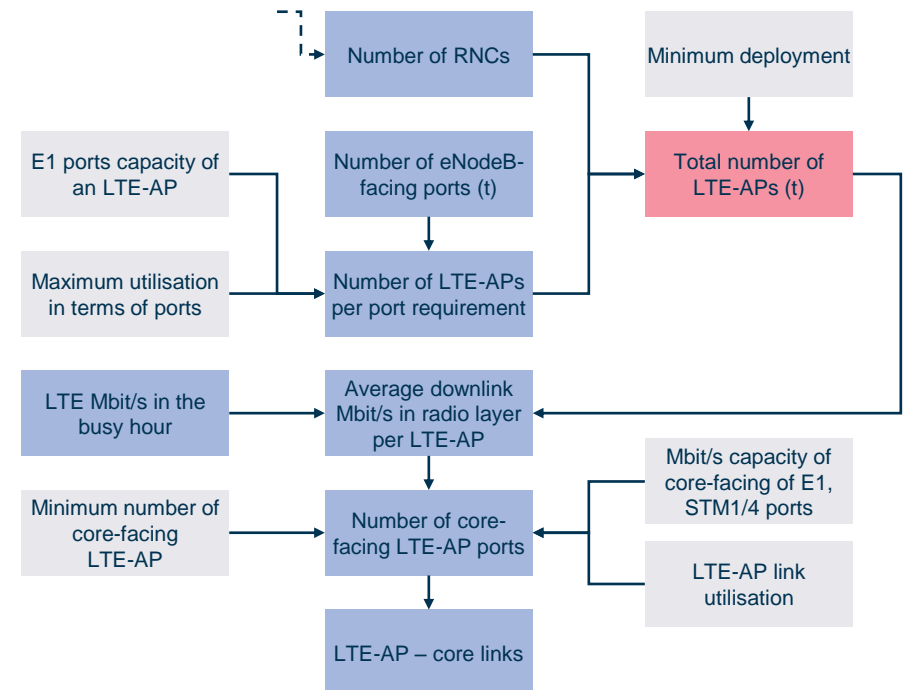 Number of RNCs
Minimum deployment
E1 ports capacity of
an LTE-AP
Number of eNodeB-
facing ports (t)
Total number of
LTE-APs (t)
Maximum utilisation
in terms of ports
Number of LTE-APs
per port requirement
LTE Mbit/s in the
busy hour
Average downlink
Mbit/s in radio layer
per LTE-AP
Mbit/s capacity of
core-facing of E1,
STM1/4 ports
Minimum number of
core-facing
LTE-AP
Number of core-
facing LTE-AP ports
LTE-AP link
utilisation
LTE-AP – core links